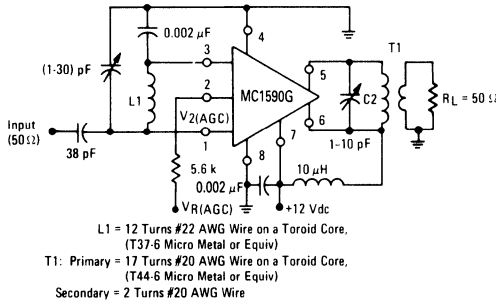 0.002 μF
4
T1
(1-30) pF
3
5
L1
2
MC1590G
C2
RL = 50 Ω
V2(AGC)
6
Input
(50Ω)
1
7
1-10 pF
38 pF
8
5.6 k
10 μH
0.002 μF
VR(AGC)
+12 Vdc
L1 = 12 Turns #22 AWG Wire on a Toroid Core,
(T37-6 Micro Metal or Equiv)
T1: Primary = 17 Turns #20 AWG Wire on a Toroid Core,
(T44-6 Micro Metal or Equiv)
Secondary = 2 Turns #20 AWG Wire